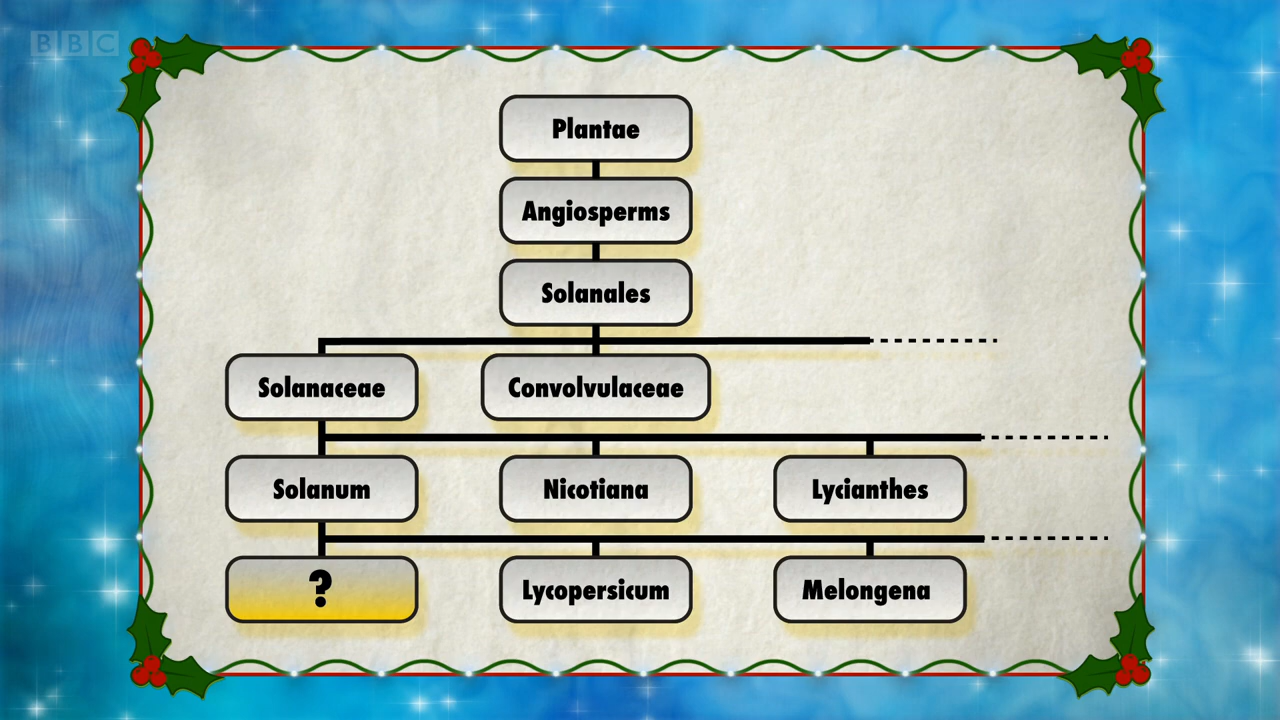 BBC
Plantae
Angiosperms
Solanales
Solanaceae Convolvulaceae
Solanum Nicotiana Lycianthes
? Lycopersicum Melongena